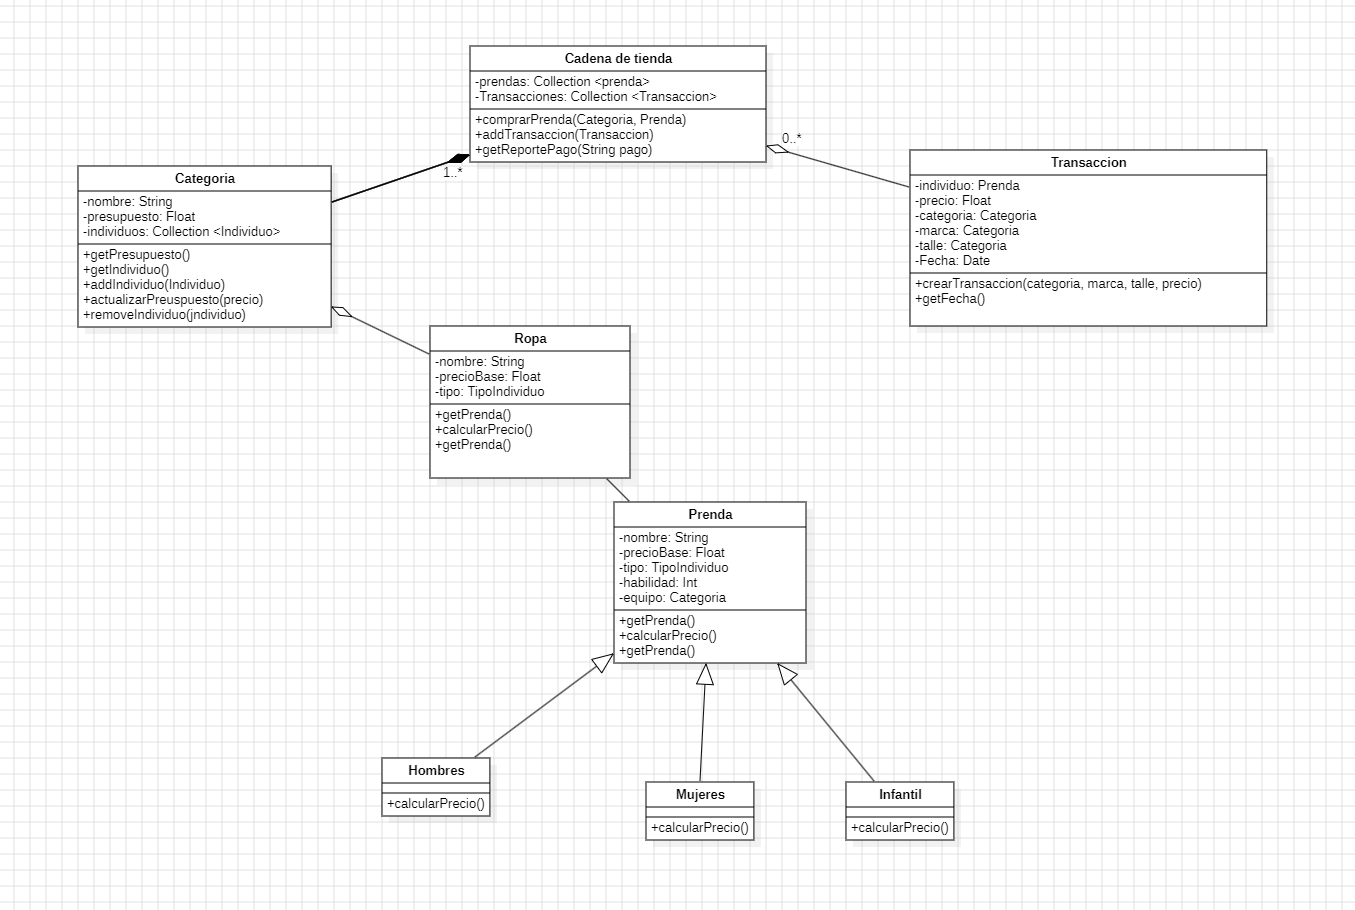 Cadena de tienda
-prendas: Collection <prenda>
-Transacciones: Collection <Transaccion>
+comprarPrenda(Categoria, Prenda)
+addTransaccion(Transaccion)
+getReportePago(String pago)
0..*
1..*
Categoria
-nombre: String
-presupuesto: Float
-individuos: Collection <Individuo>
+getPresupuesto()
+getIndividuo()
+addIndividuo(Individuo)
+actualizarPreuspuesto(precio)
+removeIndividuo(jndividuo)
Transaccion
-individuo: Prenda
-precio: Float
-categoria: Categoria
-marca: Categoria
-talle: Categoria
-Fecha: Date
+crearTransaccion(categoria, marca, talle, precio)
+getFecha()
Ropa
-nombre: String
-precioBase: Float
-tipo: TipoIndividuo
+getPrenda()
+calcularPrecio()
+getPrenda()
Prenda
-nombre: String
-precioBase: Float
-tipo: TipoIndividuo
-habilidad: Int
-equipo: Categoria
+getPrenda()
+calcularPrecio()
+getPrenda()
Hombres
+calcularPrecio()
Mujeres
+calcularPrecio()
Infantil
+calcularPrecio()